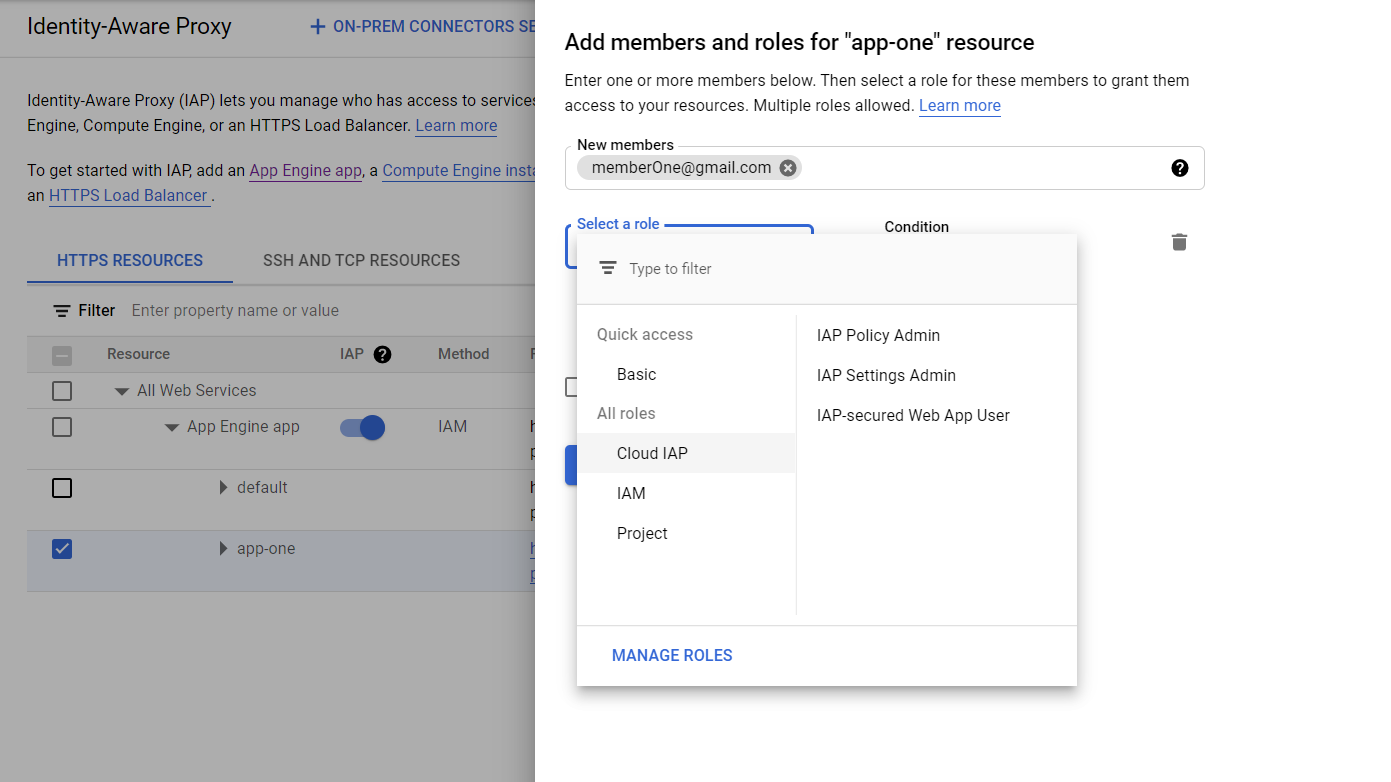 Identity-Aware Proxy
ON-PREM CONNECTORS SE
Identity-Aware Proxy (IAP) lets you manage who has access to services
Engine, Compute Engine, or an HTTPS Load Balancer. Learn more
To get started with IAP, add an App Engine app, a Compute Engine insta
an HTTPS Load Balancer .
HTTPS RESOURCES
SSH AND TCP RESOURCES
Filter Enter property name or value
Resource IAP Method
All Web Services
App Engine app IAM
default
app-one
Add members and roles for "app-one" resource
Enter one or more members below. Then select a role for these members to grant them
access to your resources. Multiple roles allowed. Learn more
New members
memberOne@gmail.com
Select a role
Condition
Type to filter
Quick access
Basic
All roles
Cloud IAP
IAM
Project
IAP Policy Admin
IAP Settings Admin
IAP-secured Web App User
MANAGE ROLES